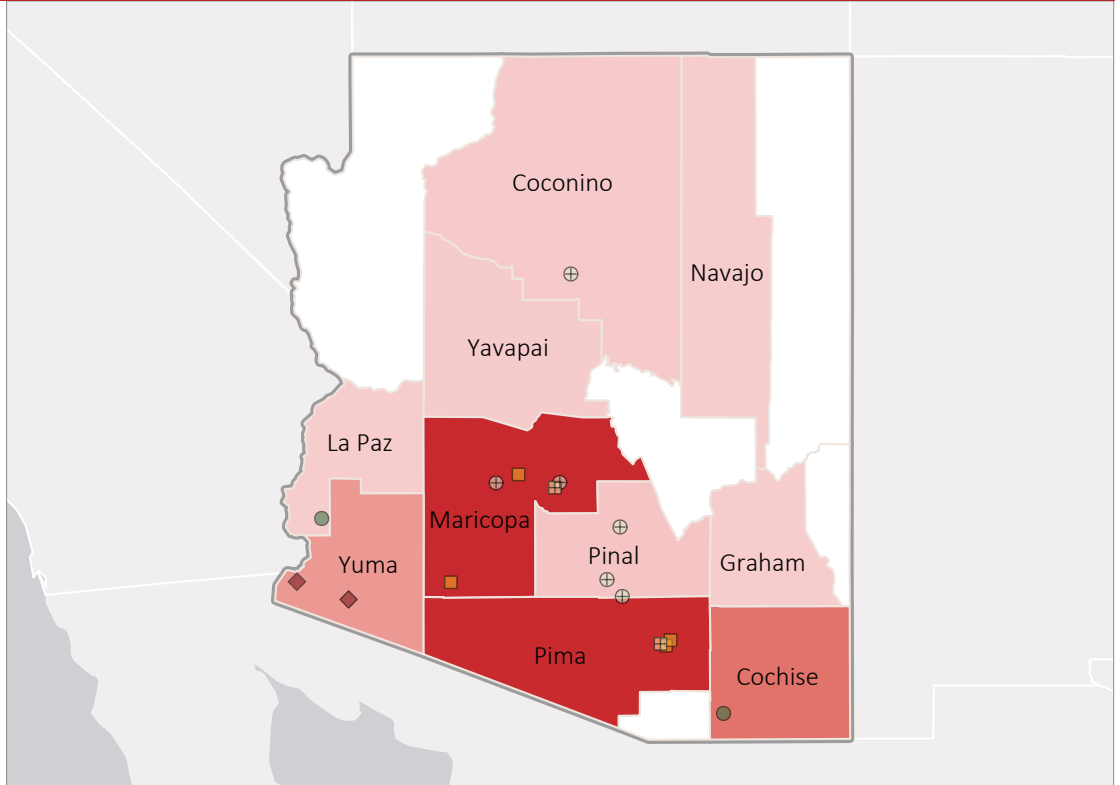 Coconino
Navajo
Yavapai
La Paz
Maricopa
Pinal
Yuma
Graham
Pima
Cochise